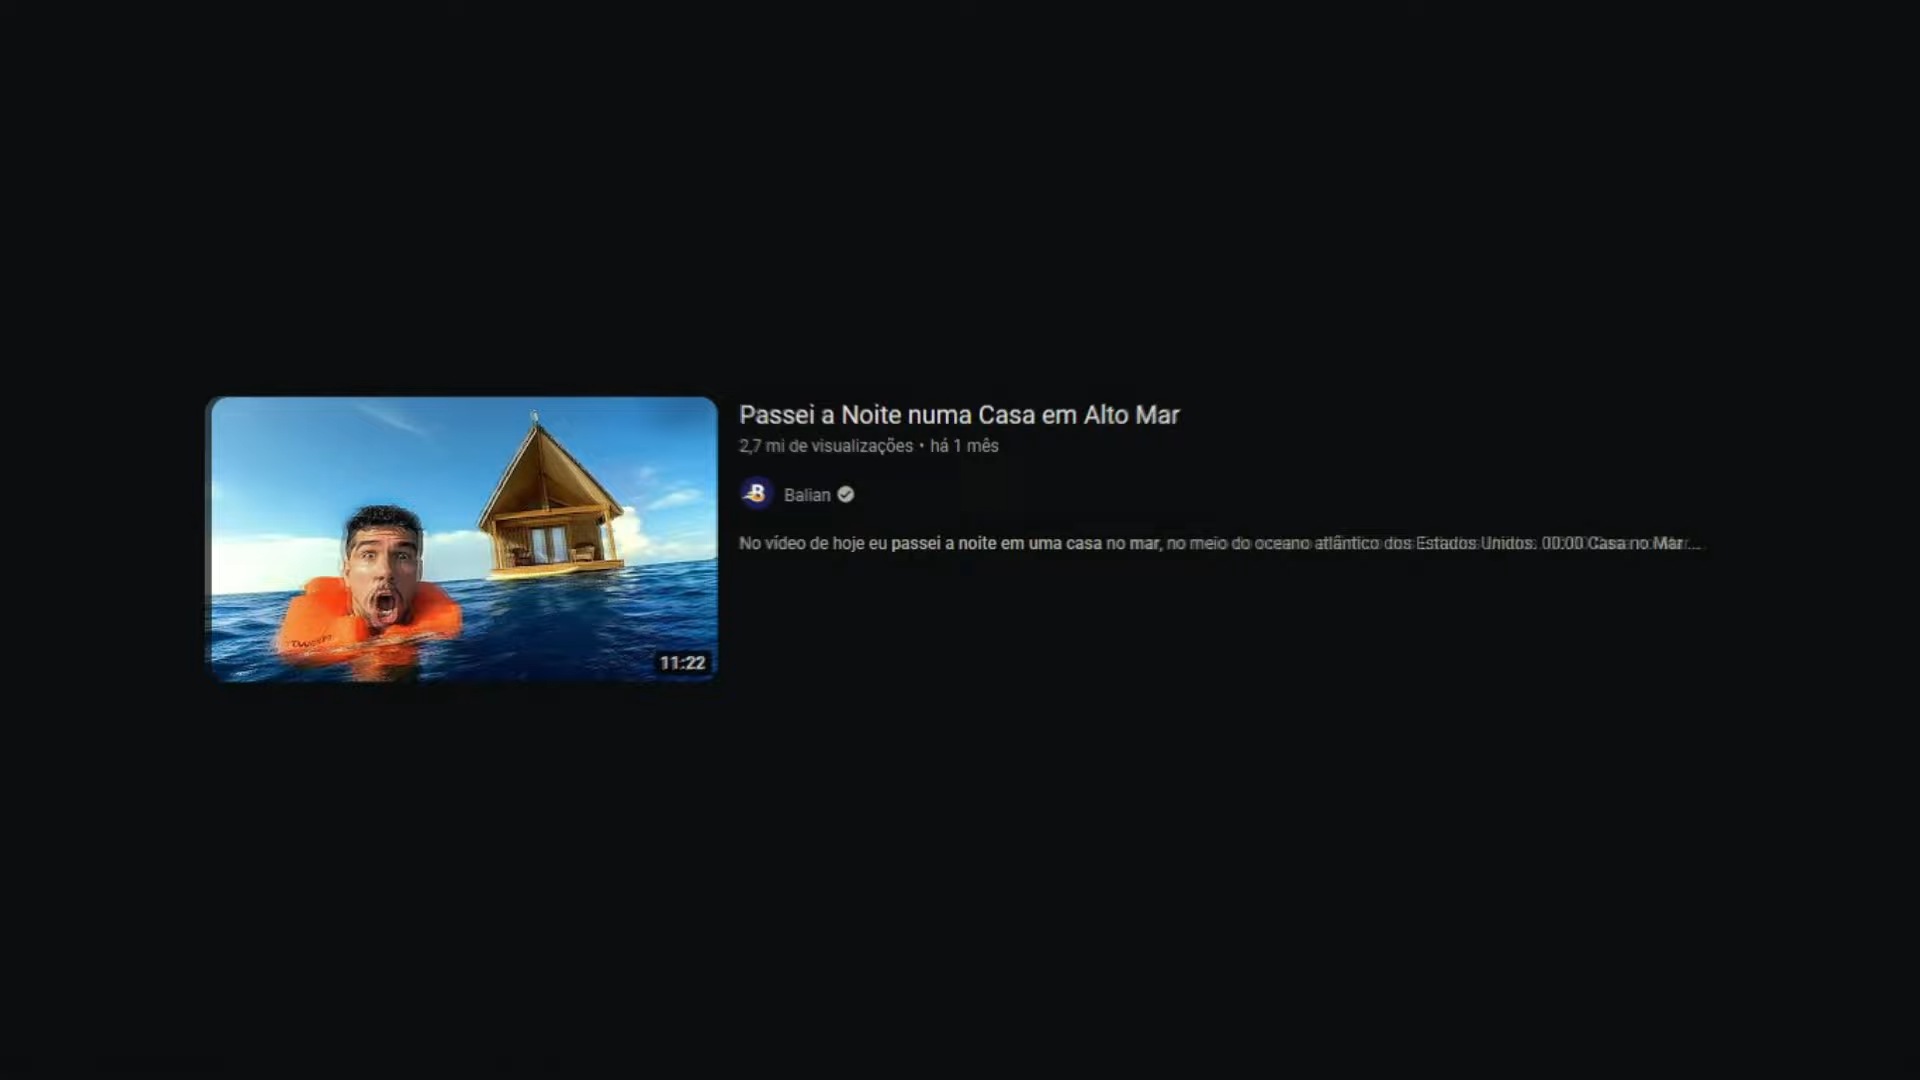 Passei a Noite numa Casa em Alto Mar
2,7 mi de visualizações • há 1 mês
B Balian
No vídeo de hoje eu passei a noite em uma casa no mar, no meio do oceano atlântico dos Estados Unidos. 00:00 Casa no Mar ...
11:22